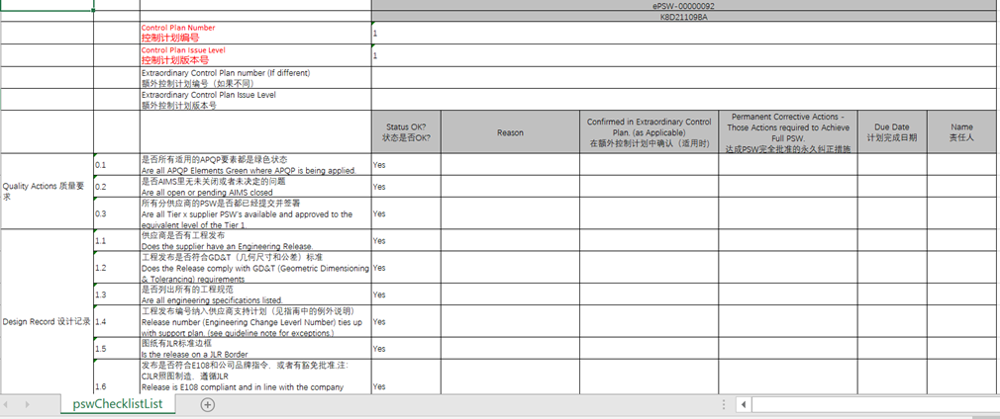 ePSW-00000092
K8D21109BA
Control Plan Number
控制计划编号
1
Control Plan Issue Level
控制计划版本号
1
Extraordinary Control Plan number (If different)
额外控制计划编号（如果不同）
Extraordinary Control Plan Issue Level
额外控制计划版本号
Status OK?
状态是否OK?
Reason
Confirmed in Extraordinary Control
Plan. (as Applicable)
在额外控制计划中确认（适用时）
Permanent Corrective Actions -
Those Actions required to Achieve
Full PSW.
达成PSW完全批准的永久纠正措施
Due Date
计划完成日期
Name
责任人
Quality Actions 质量要
求
0.1
是否所有适用的APQP要素都是绿色状态
Are all APQP Elements Green where APQP is being applied.
Yes
0.2
是否AIMS里无未关闭或者未决定的问题
Are all open or pending AIMS closed
Yes
0.3
所有分供应商的PSW是否都已经提交并签署
Are all Tier x supplier PSW's available and approved to the
equivalent level of the Tier 1.
Yes
Design Record 设计记录
1.1
供应商是否有工程发布
Does the supplier have an Engineering Release.
Yes
1.2
工程发布是否符合GD&T（几何尺寸和公差）标准
Does the Release comply with GD&T (Geometric Dimensioning
& Tolerancing) requirements
Yes
1.3
是否列出所有的工程规范
Are all engineering specifications listed.
Yes
1.4
工程发布编号纳入供应商支持计划（见指南中的例外说明）
Release number (Engineering Change Leverl Number) ties up
with support plan. (see guideline note for exceptions.)
Yes
1.5
图纸有JLR标准边框
Is the release on a JLR Border
Yes
1.6
发布是否符合E108和公司品牌指令，或者有豁免批准.注：
CJLR照图制造，遵循JLR
Release is E108 compliant and in line with the company
Yes
pswChecklistList